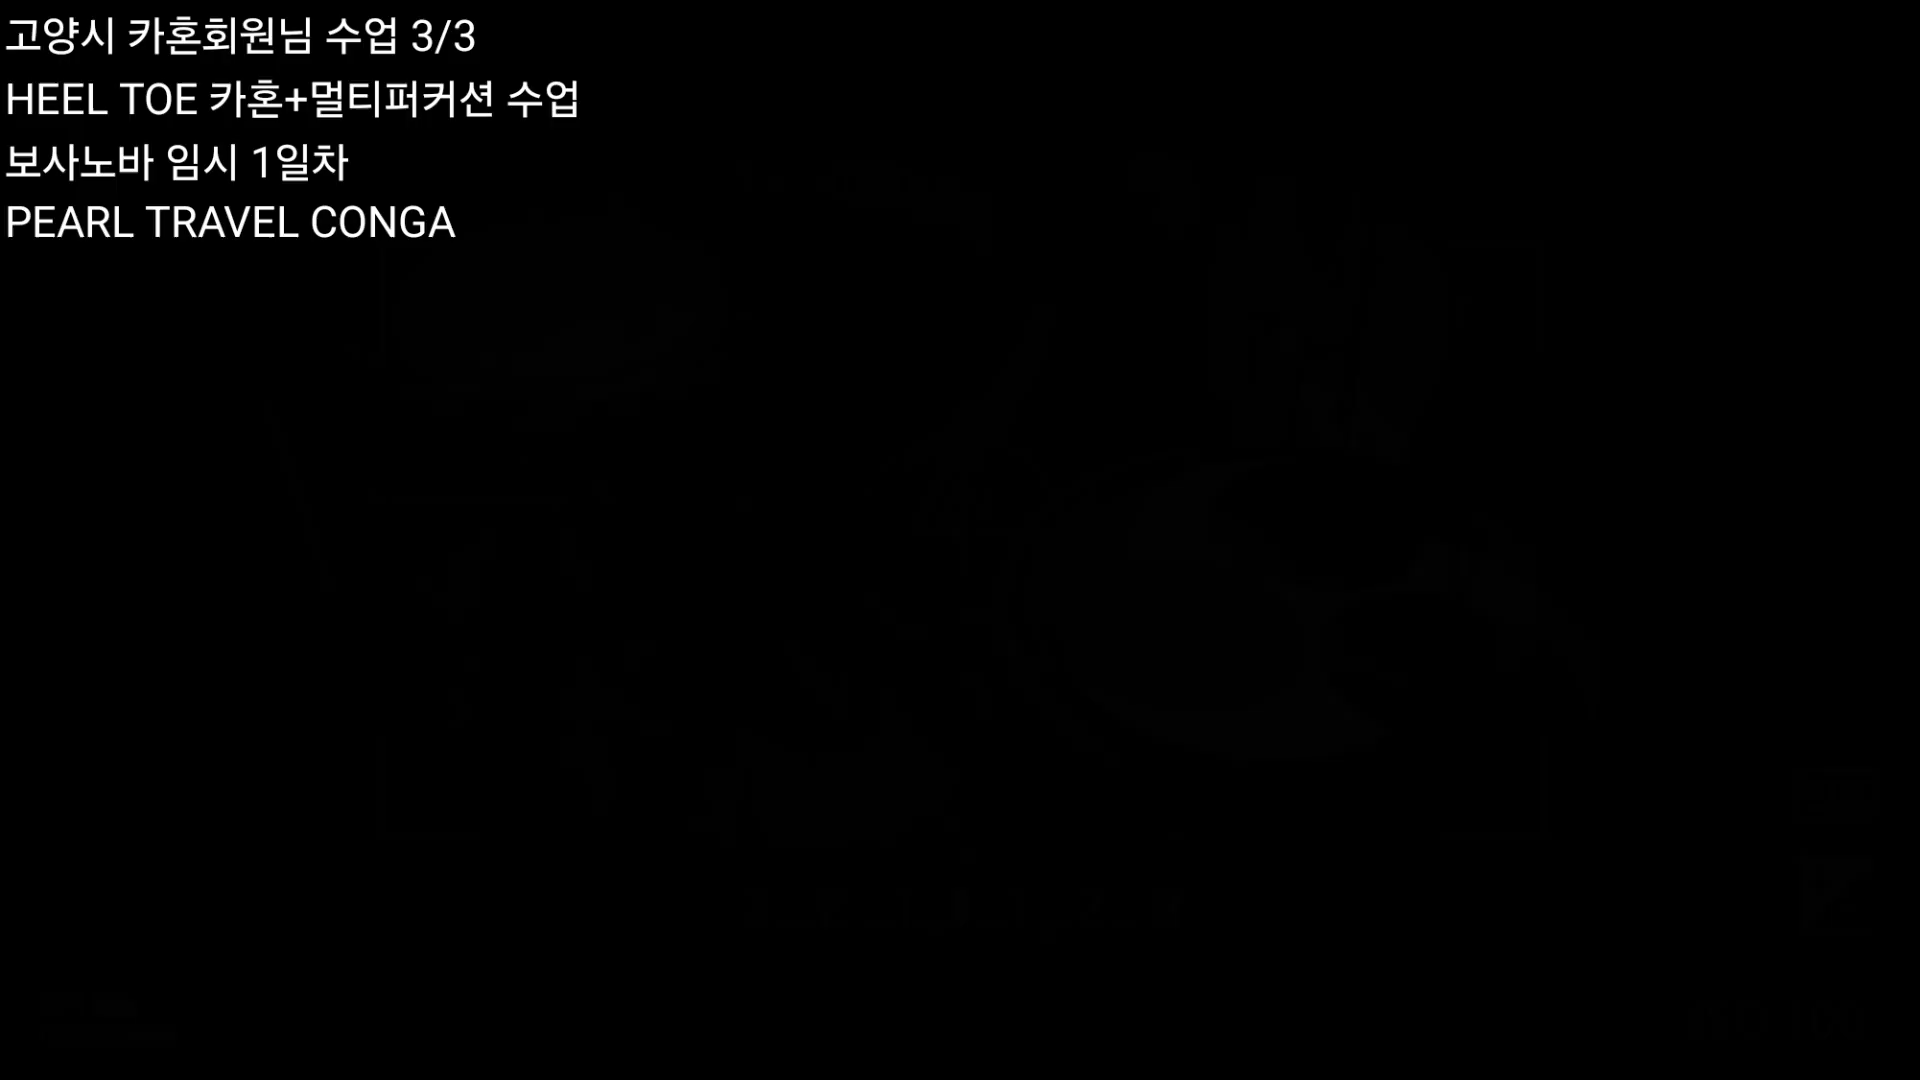 고양시 카혼회원님 수업 3/3
HEEL TOE 카혼+멀티퍼커션 수업
보사노바 임시 1일차
PEARL TRAVEL CONGA